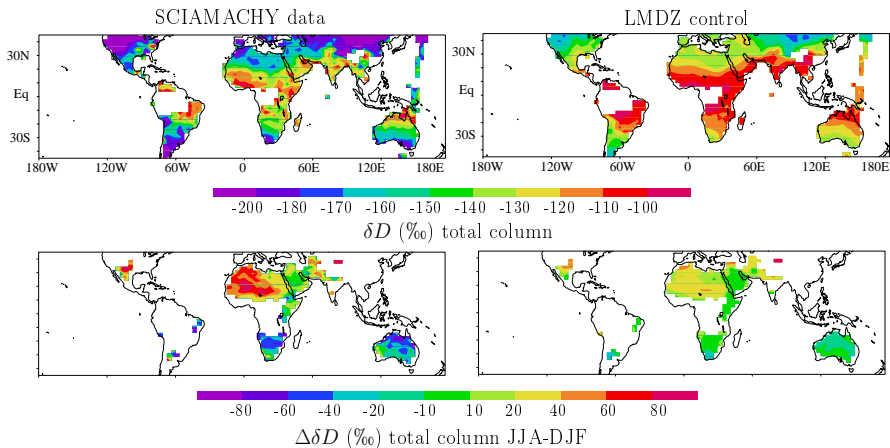 SCIAMACHY data LMDZ control
30N 30N
Eq Eq
30S 30S
180W 120W 60W 0 60E 120E 180E 180W 120W 60W 0 60E 120E 180E
-200 -180 -170 -160 -150 -140 -130 -120 -110 -100
δD (‰) total column
-80 -60 -40 -20 -10 10 20 40 60 80
ΔδD (‰) total column JJA-DJF